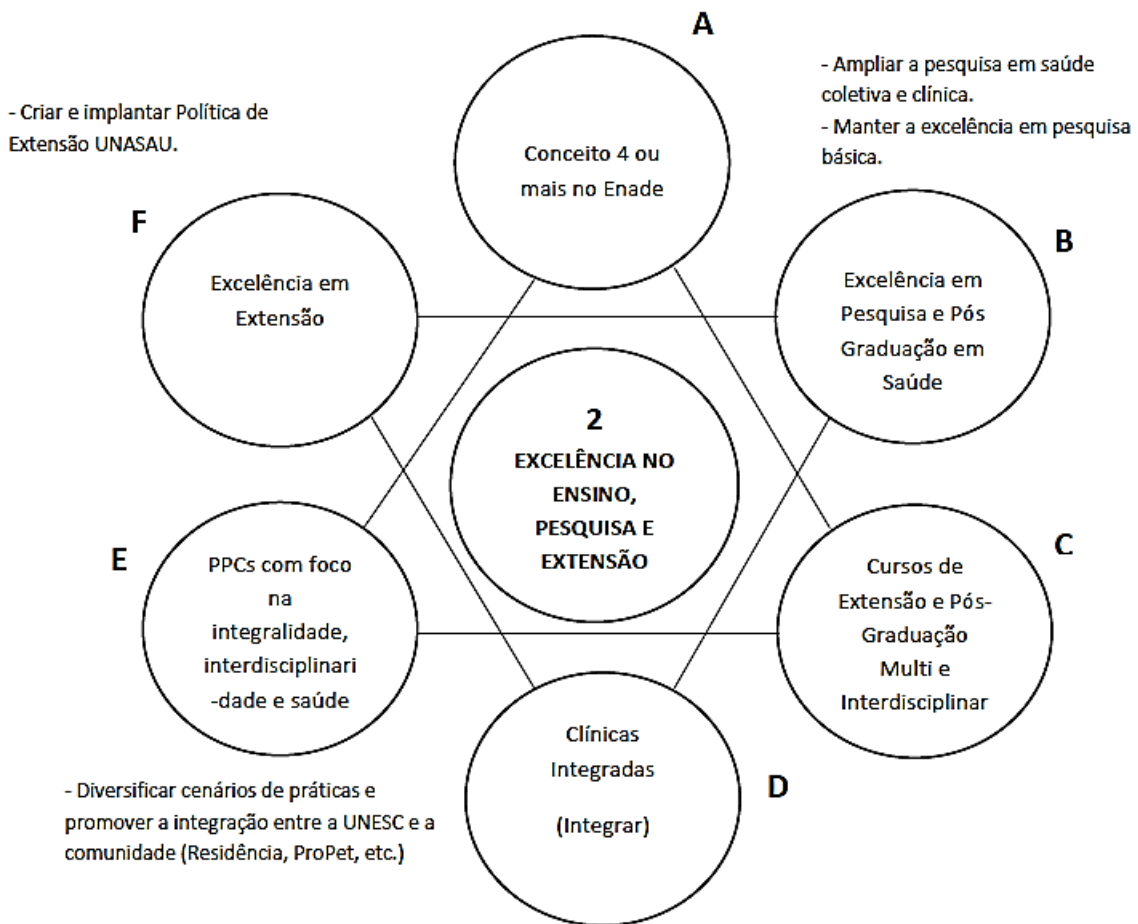 A
- Ampliar a pesquisa em saúde
coletiva e clínica.
- Manter a excelência em pesquisa
básica.
- Criar e implantar Política de
Extensão UNASAU.
Conceito 4 ou
mais no Enade
F
Excelência em
Extensão
B
Excelência em
Pesquisa e Pós
Graduação em
Saúde
2
EXCELÊNCIA NO
ENSINO,
PESQUISA E
EXTENSÃO
E
PPCs com foco
na
integralidade,
interdisciplinari
-dade e saúde
C
Cursos de
Extensão e Pós-
Graduação
Multi e
Interdisciplinar
Clínicas
Integradas
(Integrar)
D
- Diversificar cenários de práticas e
promover a integração entre a UNESC e a
comunidade (Residência, ProPet, etc.)